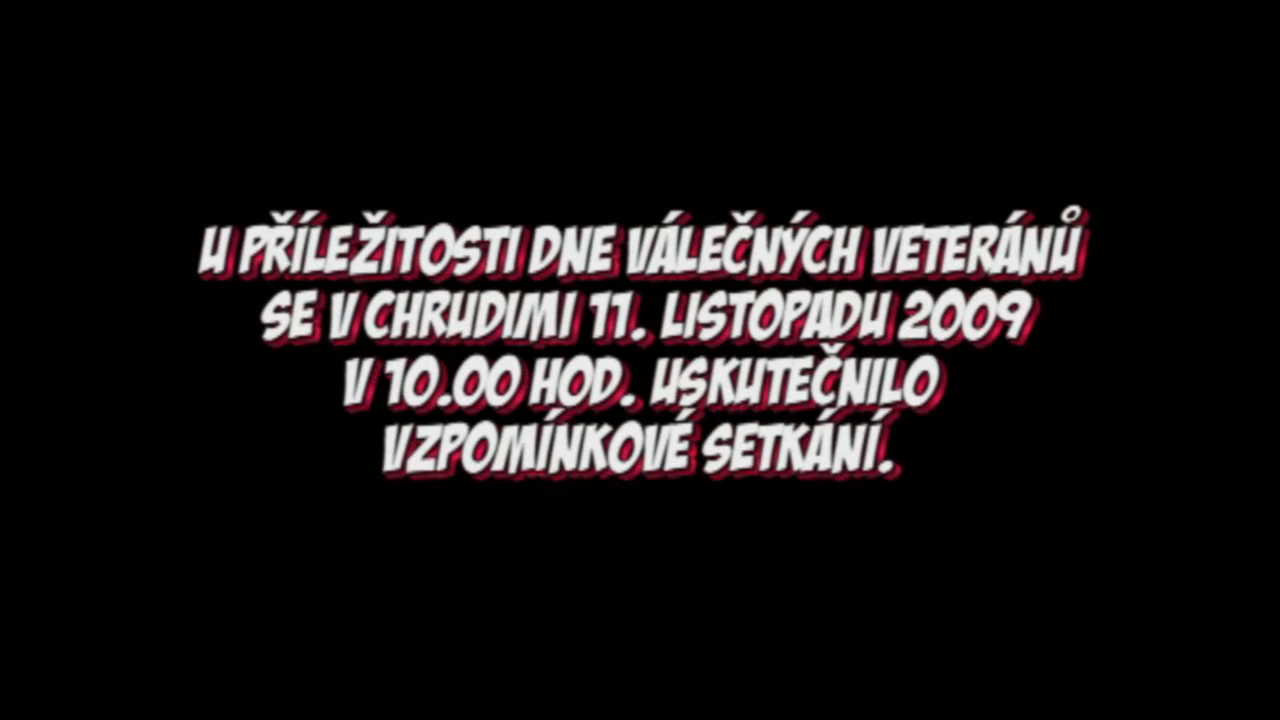 U PŘÍLEŽITOSTI DNE VÁLEČNÝCH VETERÁNŮ
SE V CHRUDIMI 11. LISTOPADU 2009
V 10.00 HOD. USKUTEČNILO
VZPOMÍNKOVÉ SETKÁNÍ.